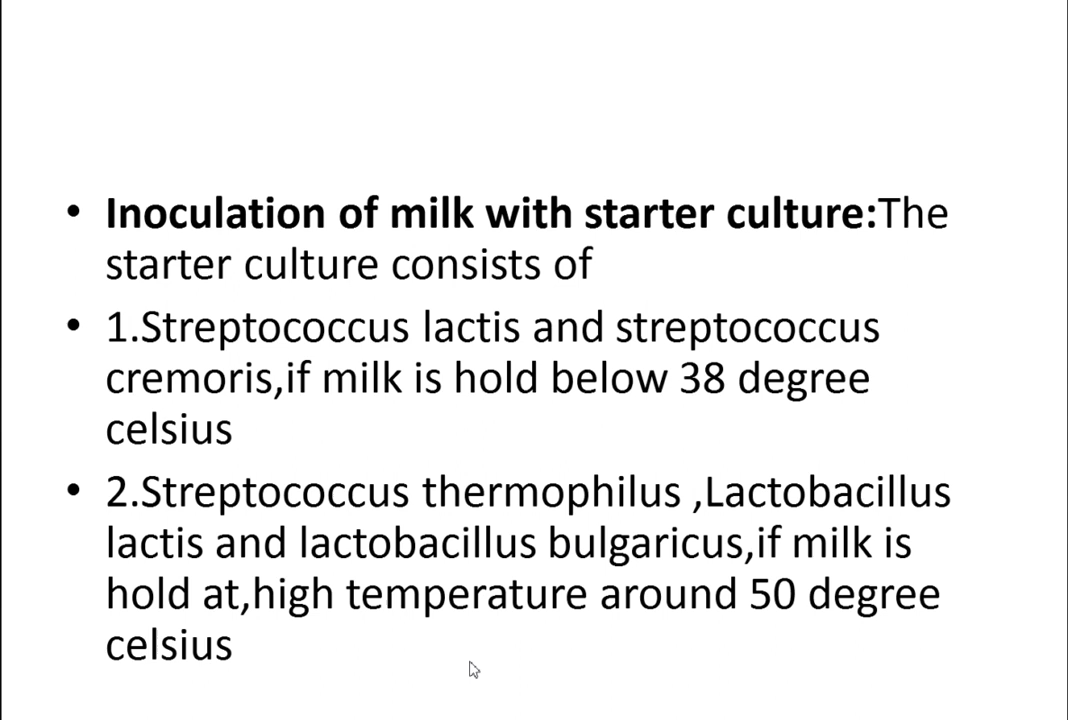 • Inoculation of milk with starter culture:The
starter culture consists of
• 1.Streptococcus lactis and streptococcus
cremoris,if milk is hold below 38 degree
celsius
• 2.Streptococcus thermophilus ,Lactobacillus
lactis and lactobacillus bulgaricus,if milk is
hold at,high temperature around 50 degree
celsius